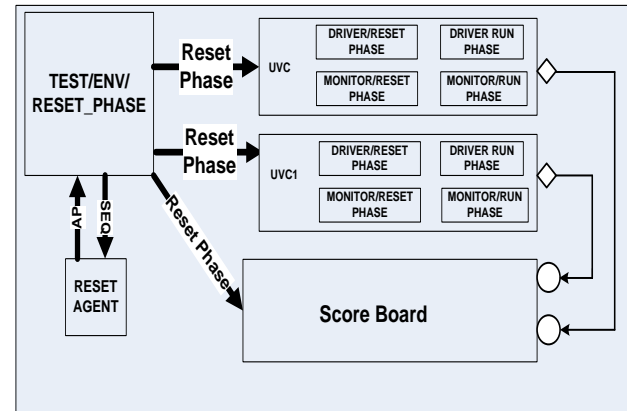 TEST/ENV/
RESET_PHASE
Reset
Phase
UVC
DRIVER/RESET
PHASE
DRIVER RUN
PHASE
MONITOR/RESET
PHASE
MONITOR/RUN
PHASE
Reset
Phase
UVC1
DRIVER/RESET
PHASE
DRIVER RUN
PHASE
MONITOR/RESET
PHASE
MONITOR/RUN
PHASE
AP
SEQ
Reset Phase
RESET
AGENT
Score Board